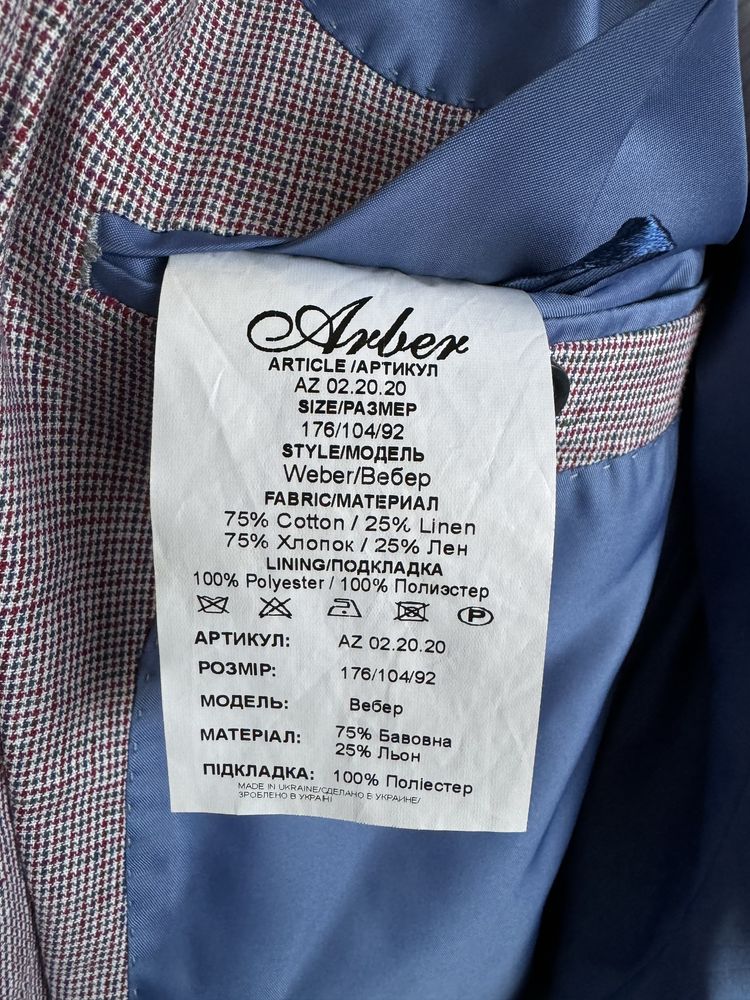 Arber
ARTICLE /АРТИКУЛ
AZ 02.20.20
SIZE/РАЗМЕР
176/104/92
STYLE/МОДЕЛЬ
Weber/Вебер
FABRIC/МАТЕРИАЛ
75% Cotton / 25% Linen
75% Хлопок / 25% Лен
LINING/ПОДКЛАДКА
100% Polyester / 100% Полиэстер
P
АРТИКУЛ: AZ 02.20.20
РОЗМІР: 176/104/92
МОДЕЛЬ: Вебер
МАТЕРІАЛ: 75% Бавовна
25% Льон
ПІДКЛАДКА: 100% Поліестер
MADE IN UKRAINE/СДЕЛАНО В УКРАИНЕ/
ЗРОБЛЕНО В УКРАЇНІ